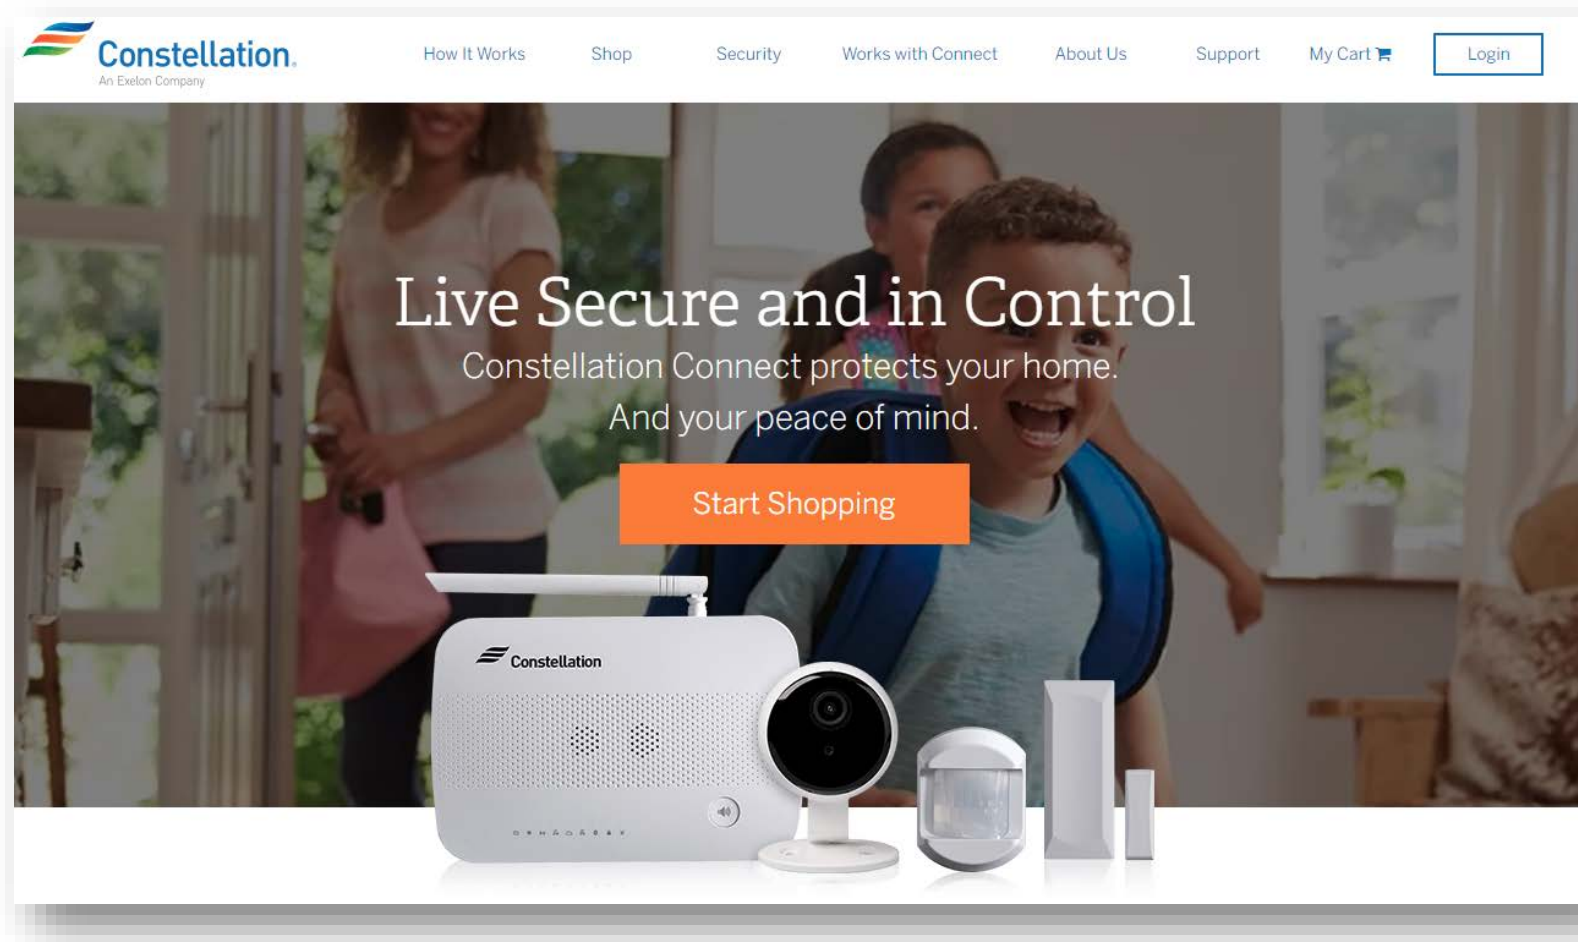 Constellation.
An Exelon Company
How It Works Shop Security Works with Connect About Us Support My Cart Login
Live Secure and in Control
Constellation Connect protects your home.
And your peace of mind.
Start Shopping
Constellation